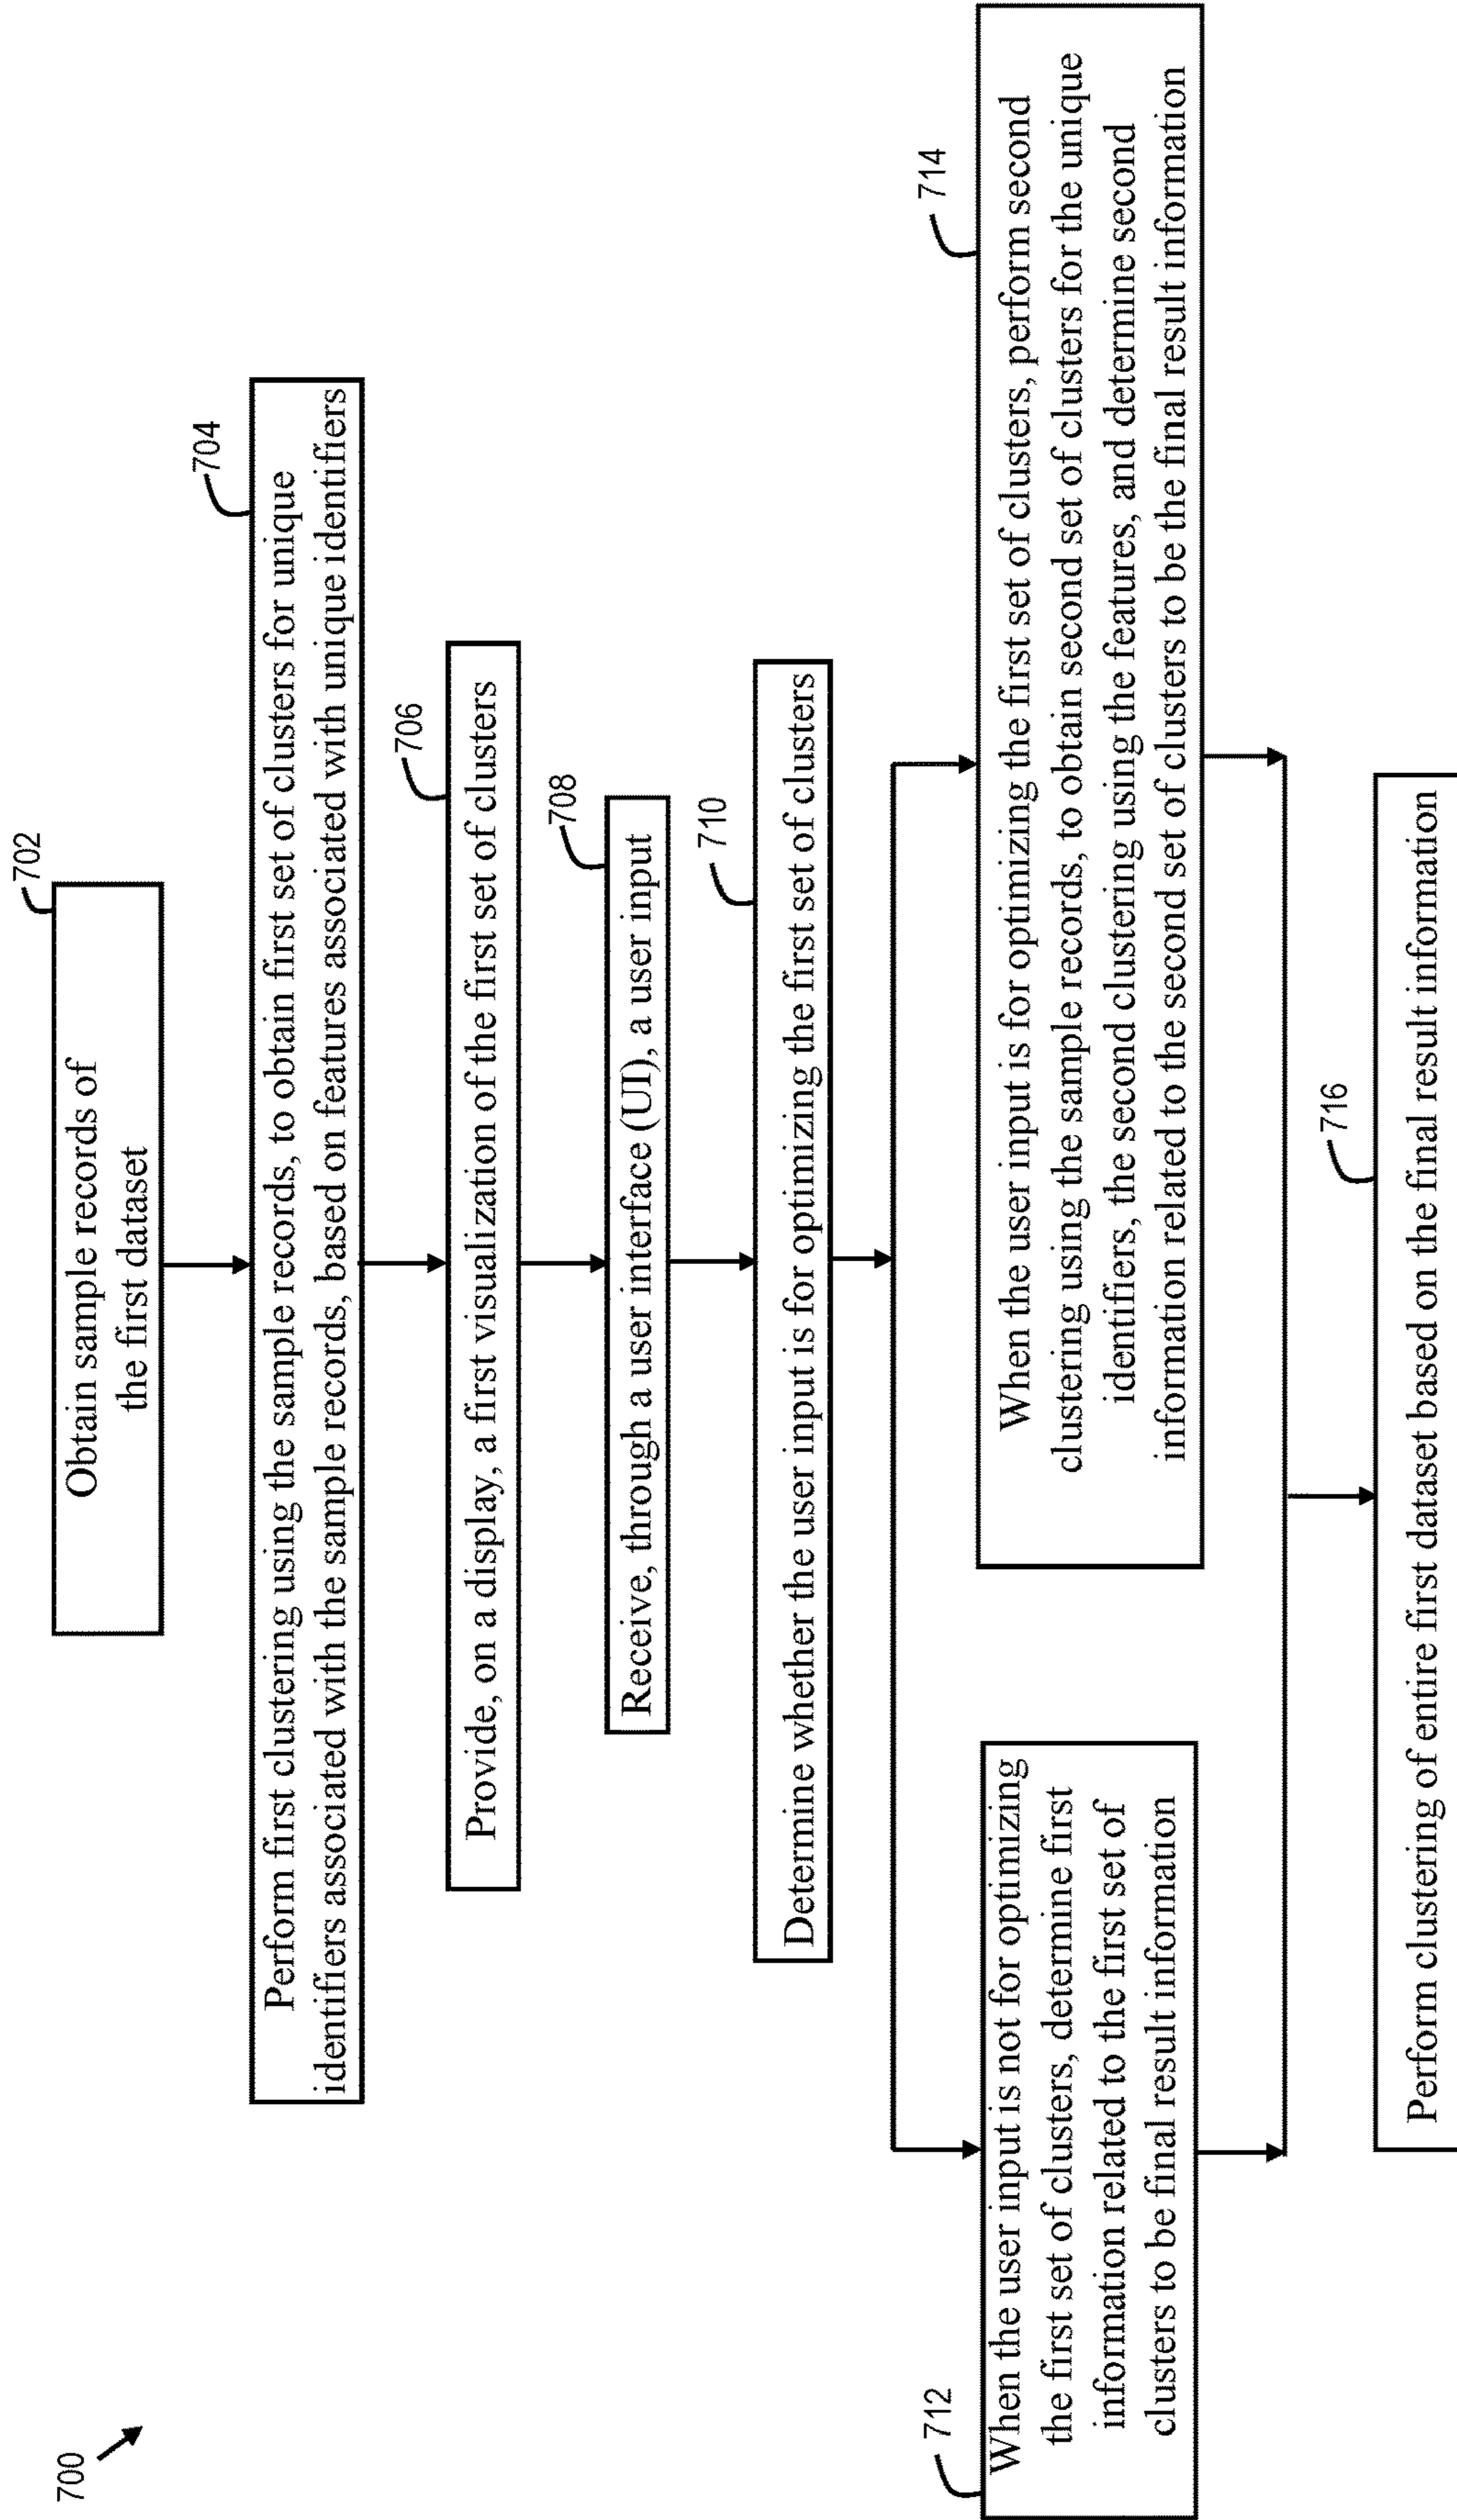 700
702
Obtain sample records of
the first dataset
704
Perform first clustering using the sample records, to obtain first set of clusters for unique
identifiers associated with the sample records, based on features associated with unique identifiers
706
Provide, on a display, a first visualization of the first set of clusters
708
Receive, through a user interface (UI), a user input
710
Determine whether the user input is for optimizing the first set of clusters
712
When the user input is not for optimizing
the first set of clusters, determine first
information related to the first set of
clusters to be final result information
714
When the user input is for optimizing the first set of clusters, perform second
clustering using the sample records, to obtain second set of clusters for the unique
identifiers, the second clustering using the features, and determine second
information related to the second set of clusters to be the final result information
716
Perform clustering of entire first dataset based on the final result information